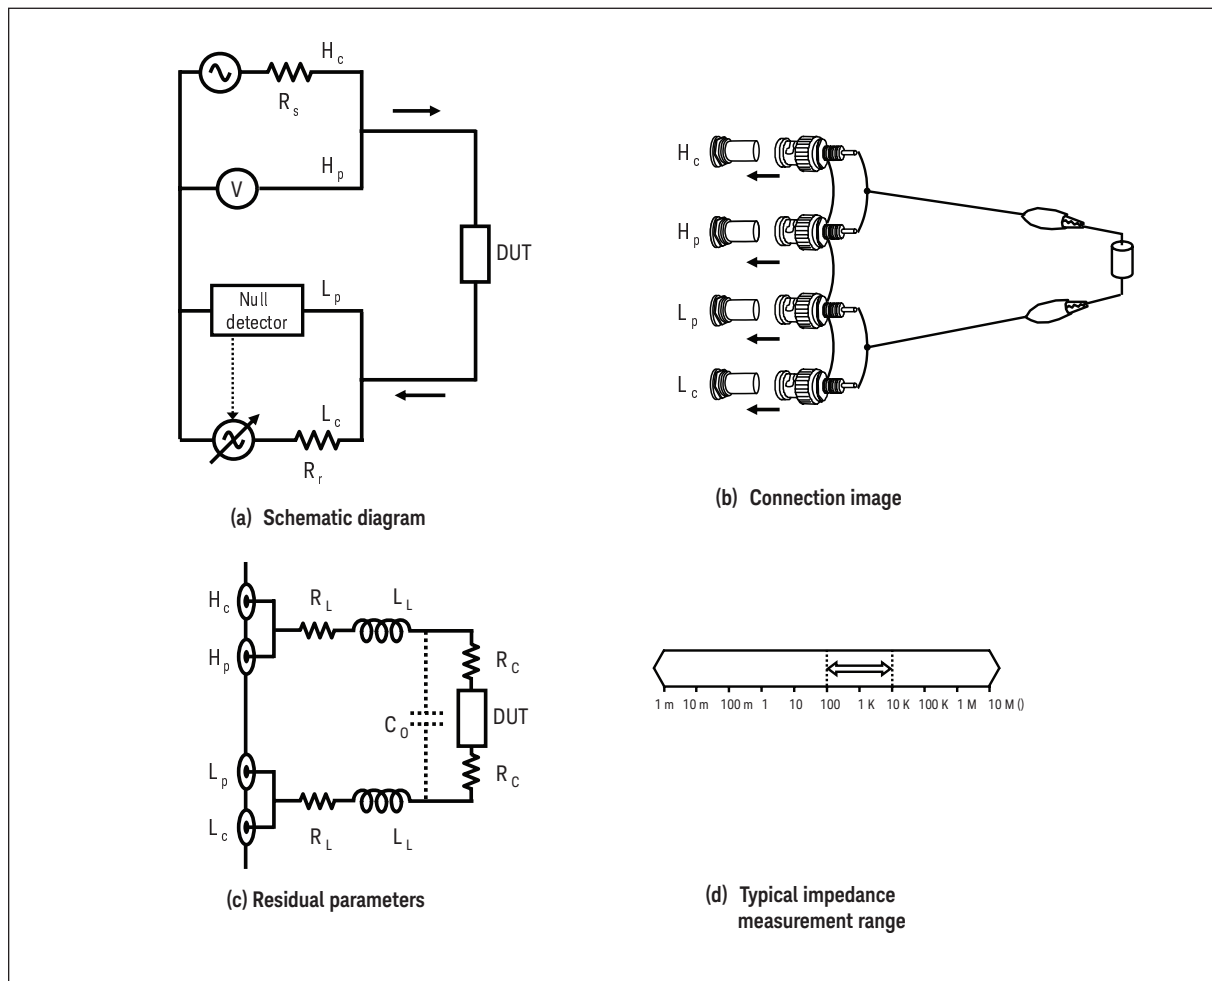 H c
R s
H p
V
DUT
Null
detector
L p
L c
R r
(a) Schematic diagram
H c
H p
L p
L c
(b) Connection image
H c
H p
R L
L L
R C
C O
DUT
R C
L p
L c
R L
L L
(c) Residual parameters
1 m 10 m 100 m 1 10 100 1 K 10 K 100 K 1 M 10 M ()
(d) Typical impedance
measurement range